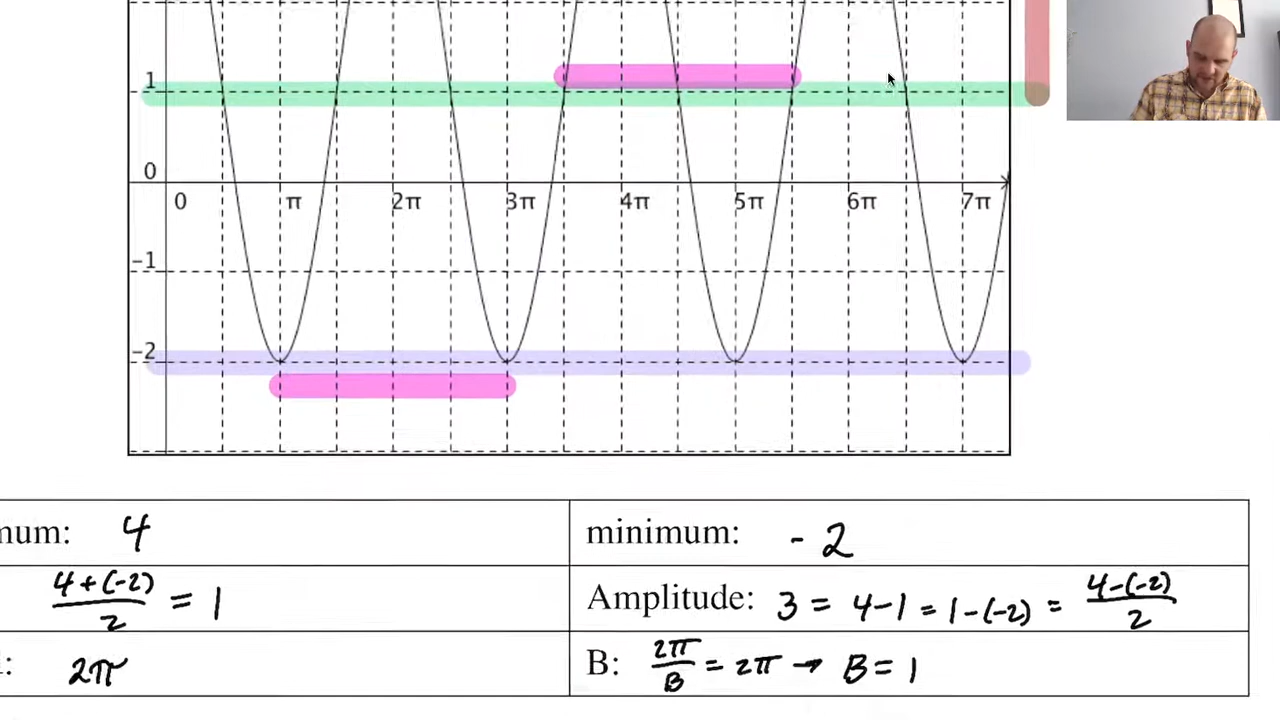 1
0
0 π 2π 3π 4π 5π 6π 7π
-1
-2
mum: 4
minimum: -2
4+(-2)/2 = 1
Amplitude: 3 = 4-1 = 1-(-2) = 4-(-2)/2
: 2π
B: 2π/B = 2π → B = 1